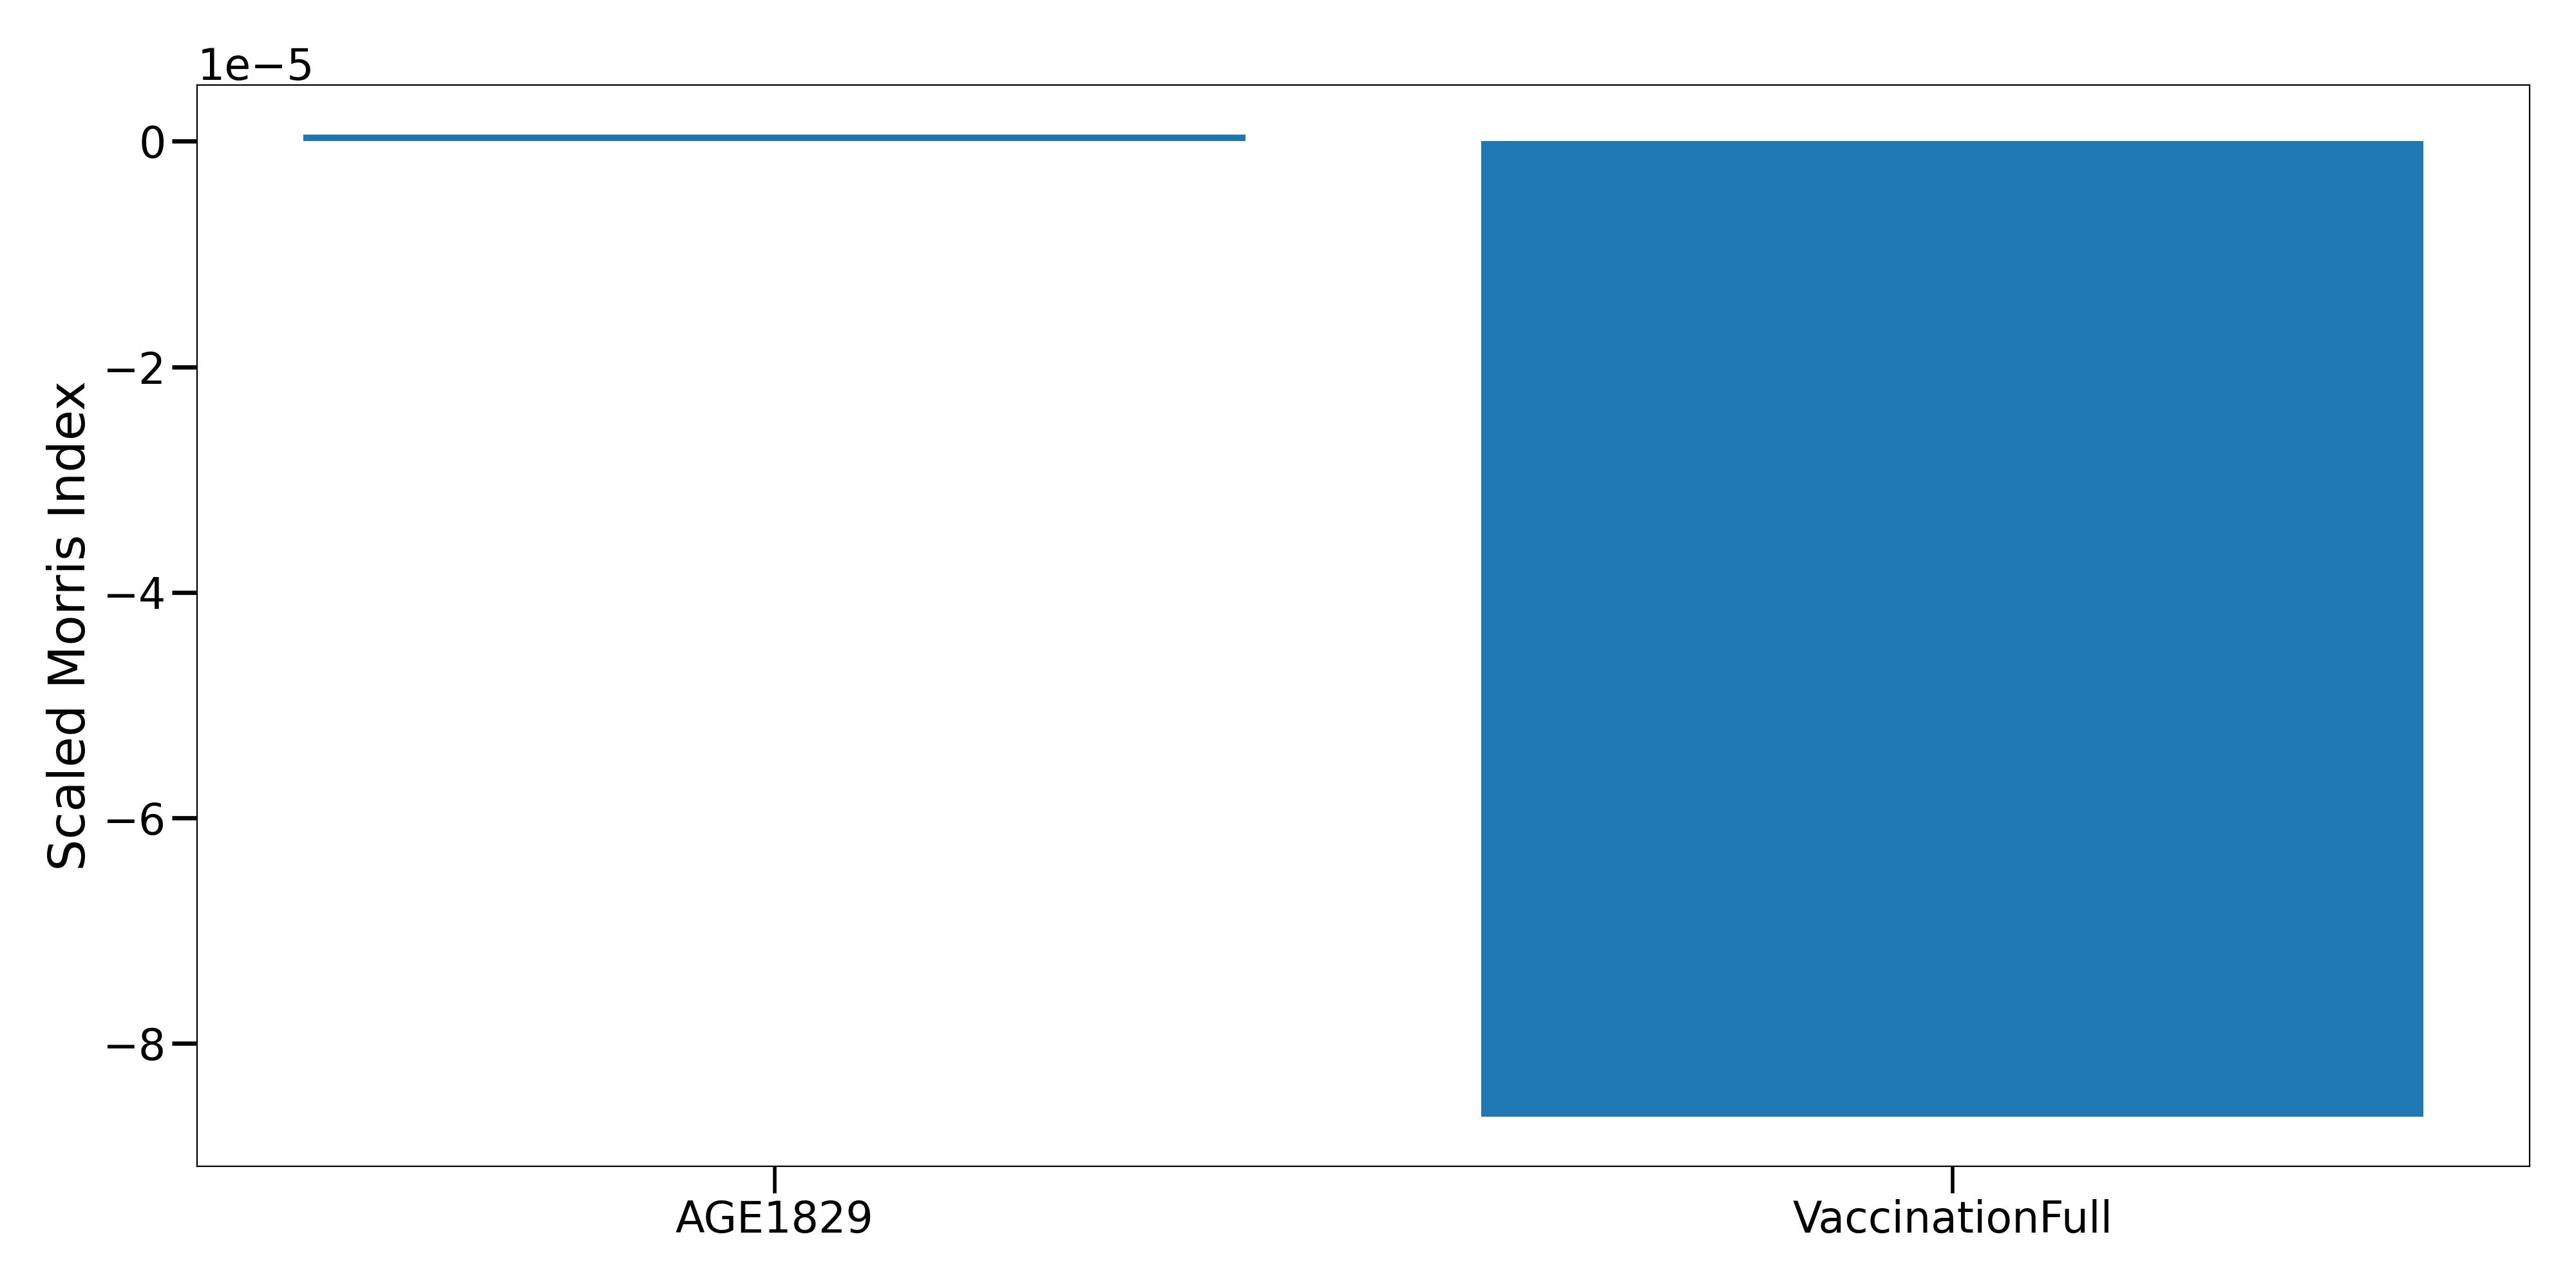 1e−5
0
−2
−4
−6
−8
Scaled Morris Index
AGE1829
VaccinationFull